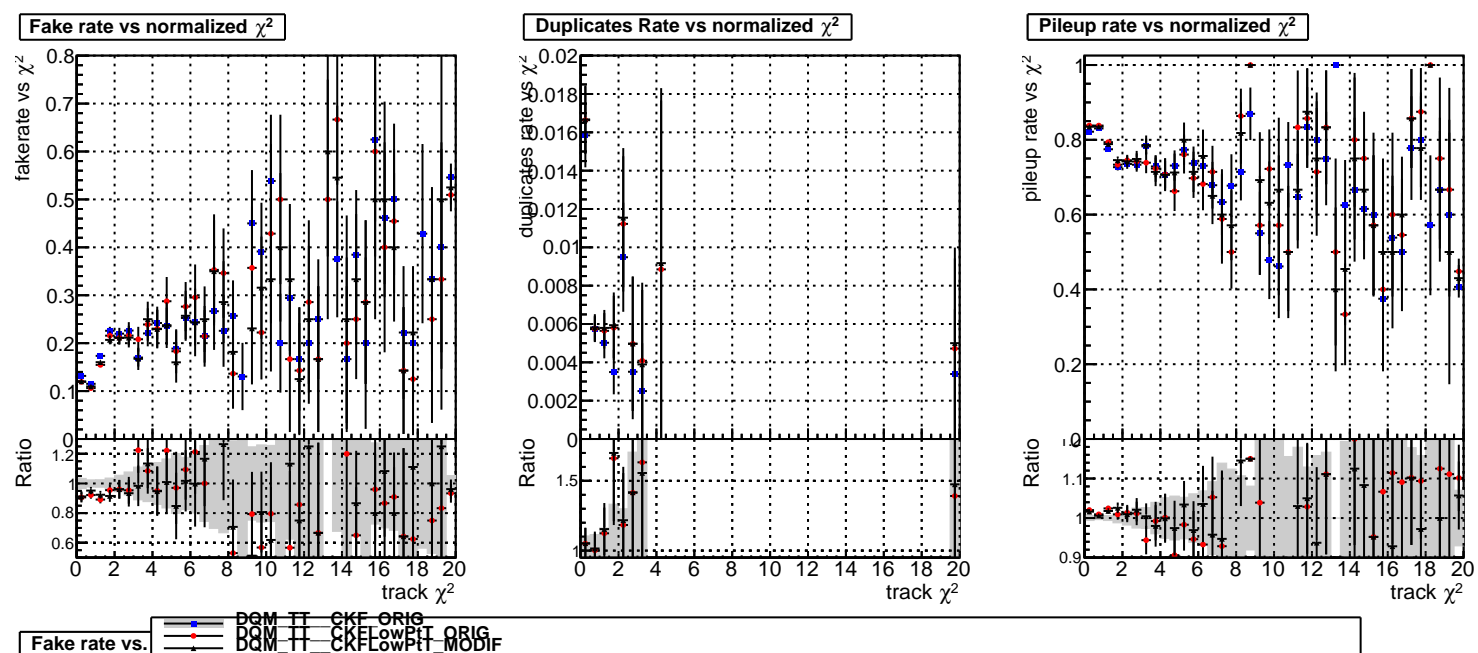 Fake rate vs normalized χ²
fakerate vs χ²
0.8
0.7
0.6
0.5
0.4
0.3
0.2
0.1
0
Ratio
1.2
1
0.8
0.6
0 2 4 6 8 10 12 14 16 18 20
track χ²
Duplicates Rate vs normalized χ²
duplicates rate vs χ²
0.02
0.018
0.016
0.014
0.012
0.01
0.008
0.006
0.004
0.002
0
Ratio
1.5
1
0 2 4 6 8 10 12 14 16 18 20
track χ²
Pileup rate vs normalized χ²
pileup rate vs χ²
1
0.8
0.6
0.4
0.2
0
Ratio
1.1
1
0.9
0 2 4 6 8 10 12 14 16 18 20
track χ²
Fake rate vs.
DQM_TT__CKF_ORIG
DQM_TT__CKFLowPtT_ORIG
DQM_TT__CKFLowPtT_MODIF